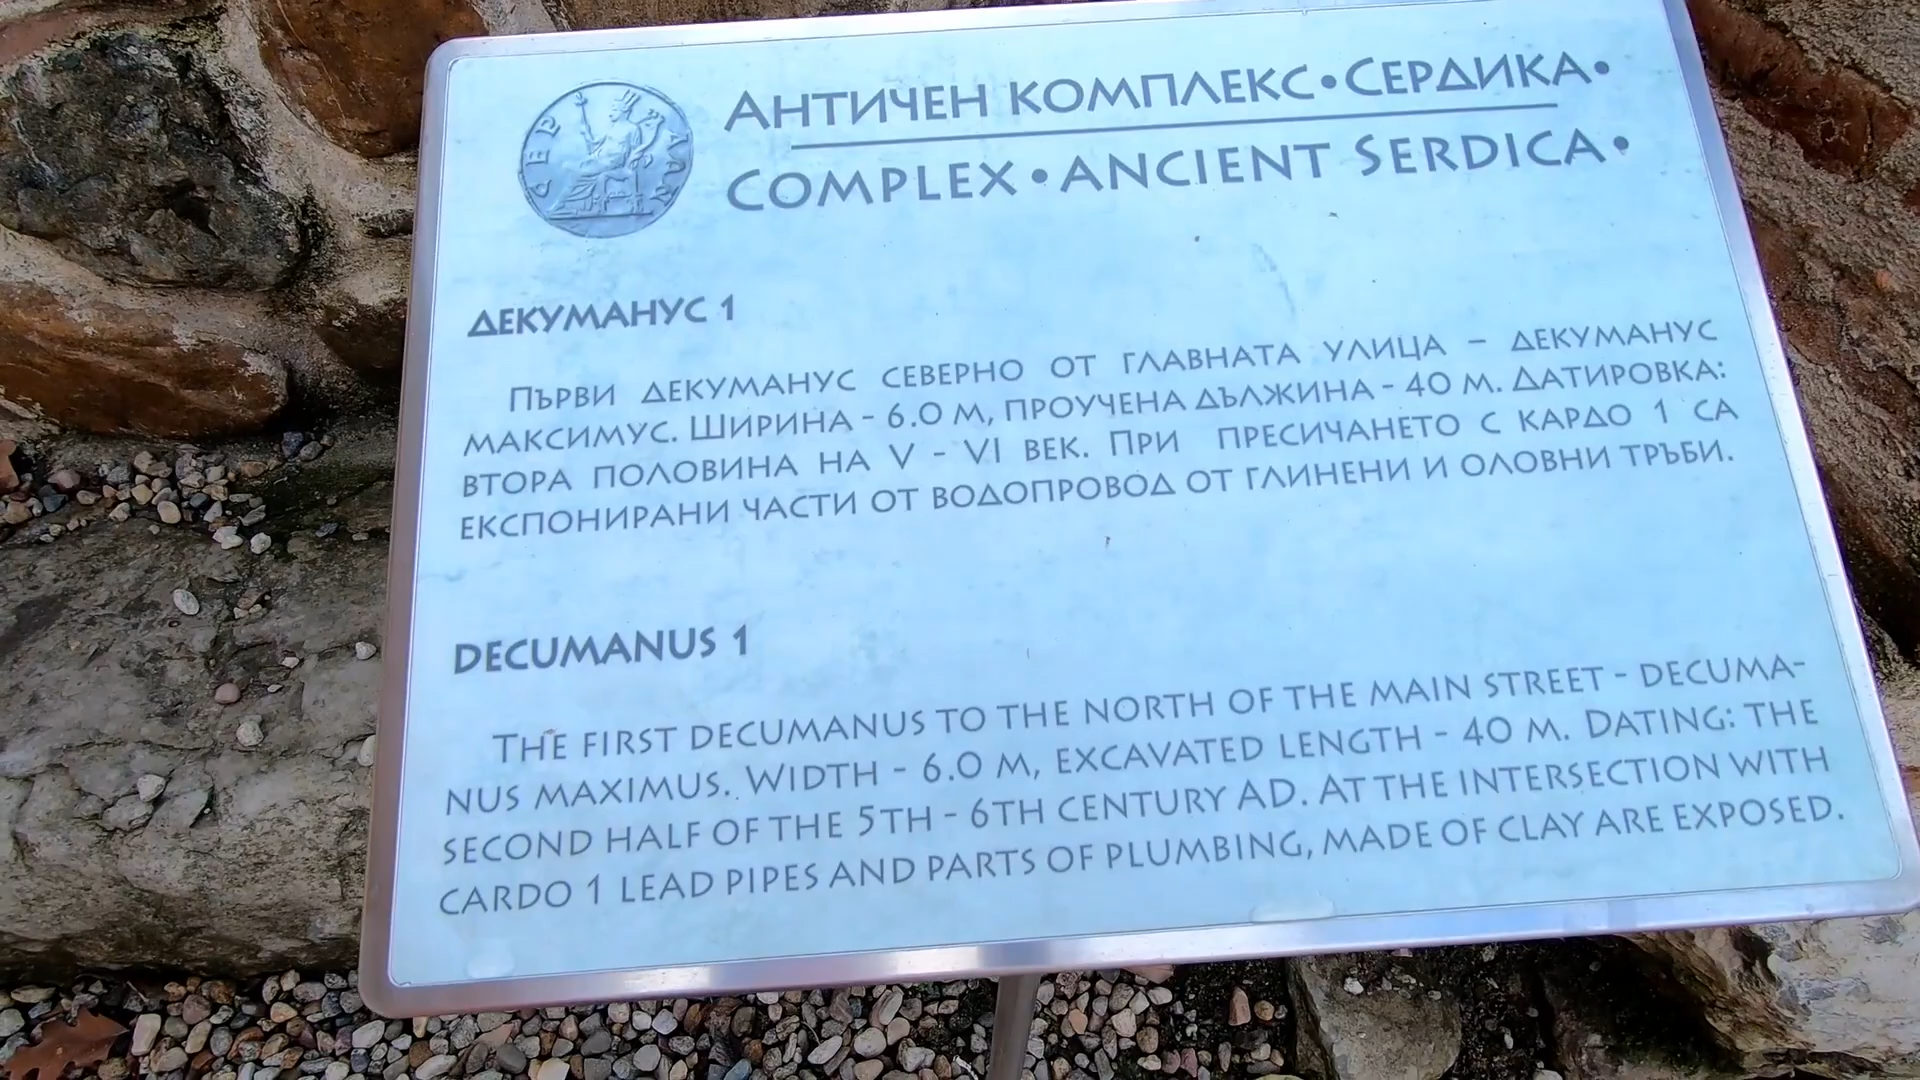 АНТИЧЕН КОМПЛЕКС•СЕРДИКА•
COMPLEX•ANCIENT SERDICA•
ДЕКУМАНУС 1
ПЪРВИ ДЕКУМАНУС СЕВЕРНО ОТ ГЛАВНАТА УЛИЦА – ДЕКУМАНУС
МАКСИМУС. ШИРИНА - 6.0 М, ПРОУЧЕНА ДЪЛЖИНА - 40 М. ДАТИРОВКА:
ВТОРА ПОЛОВИНА НА V - VI ВЕК. ПРИ ПРЕСИЧАНЕТО С КАРДО 1 СА
ЕКСПОНИРАНИ ЧАСТИ ОТ ВОДОПРОВОД ОТ ГЛИНЕНИ И ОЛОВНИ ТРЪБИ.
DECUMANUS 1
THE FIRST DECUMANUS TO THE NORTH OF THE MAIN STREET - DECUMA-
NUS MAXIMUS. WIDTH - 6.0 M, EXCAVATED LENGTH - 40 M. DATING: THE
SECOND HALF OF THE 5TH - 6TH CENTURY AD. AT THE INTERSECTION WITH
CARDO 1 LEAD PIPES AND PARTS OF PLUMBING, MADE OF CLAY ARE EXPOSED.